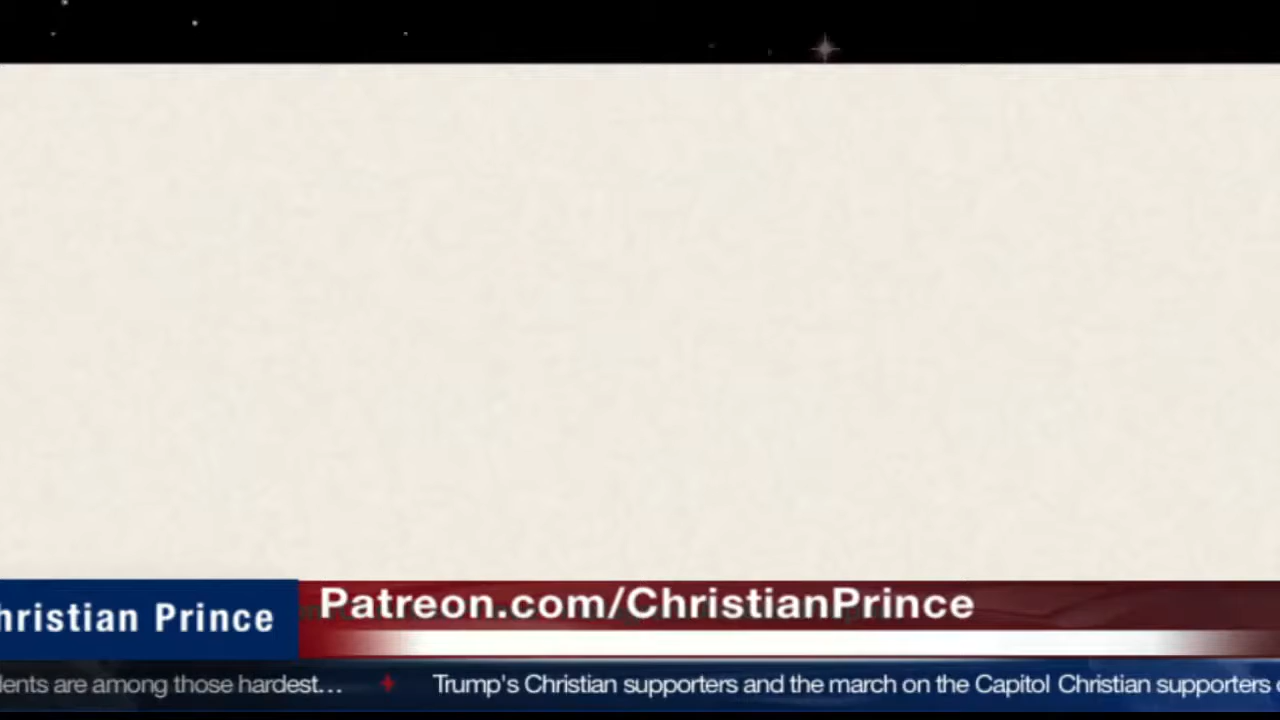 hristian Prince
Patreon.com/ChristianPrince
dents are among those hardest…
Trump's Christian supporters and the march on the Capitol Christian supporters